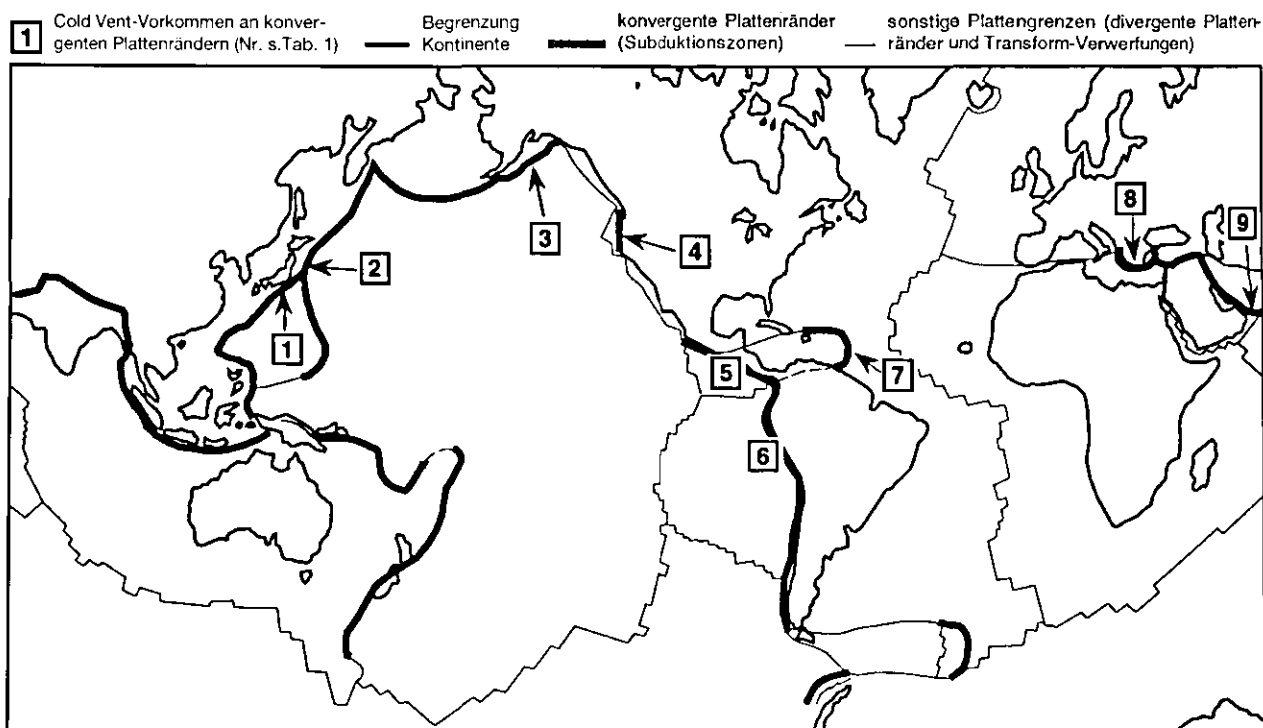 1
Cold Vent-Vorkommen an konver-
genten Plattenrändern (Nr. s.Tab. 1)
Begrenzung
Kontinente
konvergente Plattenränder
(Subduktionszonen)
sonstige Plattengrenzen (divergente Platten-
ränder und Transform-Verwerfungen)
8
9
3
4
2
1
5
7
6